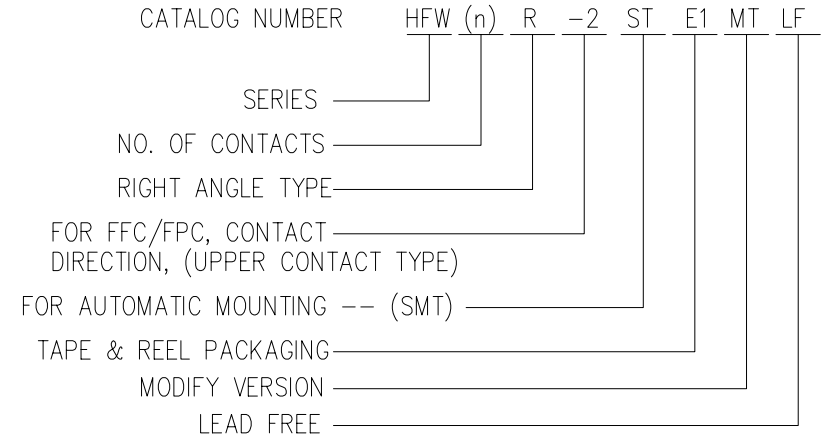 CATALOG NUMBER HFW (n) R -2 ST E1 MT LF
SERIES
NO. OF CONTACTS
RIGHT ANGLE TYPE
FOR FFC/FPC, CONTACT
DIRECTION, (UPPER CONTACT TYPE)
FOR AUTOMATIC MOUNTING -- (SMT)
TAPE & REEL PACKAGING
MODIFY VERSION
LEAD FREE